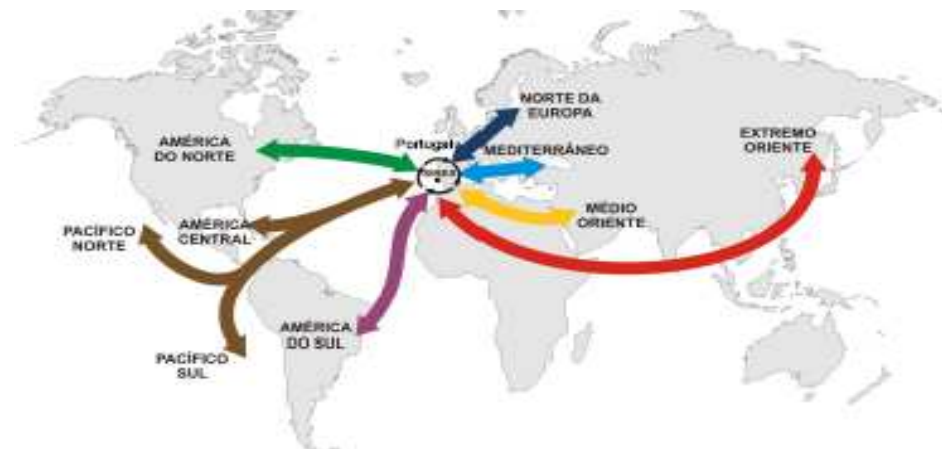 NORTE DA
EUROPA
AMÉRICA
DO NORTE
Portugal
MEDITERRÂNEO
EXTREMO
ORIENTE
PACÍFICO
NORTE
AMÉRICA
CENTRAL
MÉDIO
ORIENTE
AMÉRICA
DO SUL
PACÍFICO
SUL